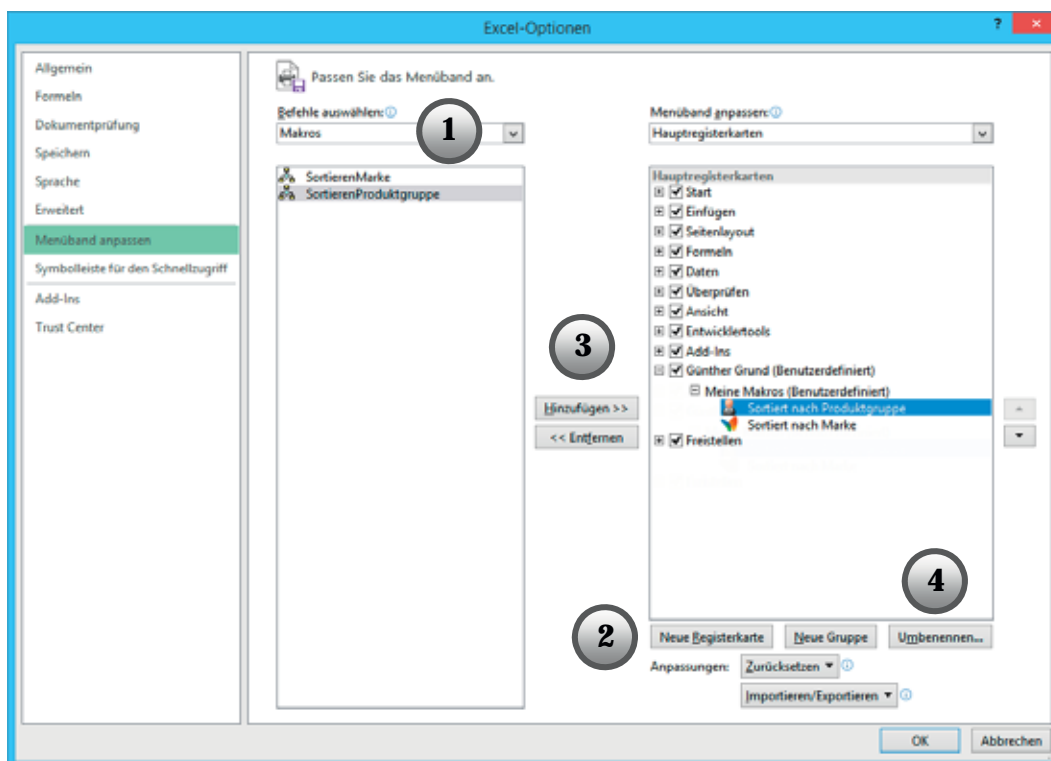 Excel-Optionen
?
×
Allgemein
Formeln
Dokumentprüfung
Speichern
Sprache
Erweitert
Menüband anpassen
Symbolleiste für den Schnellzugriff
Add-Ins
Trust Center
Passen Sie das Menüband an.
Befehle auswählen:
Makros
1
SortierenMarke
SortierenProduktgruppe
3
Hinzufügen >>
<< Entfernen
Menüband anpassen:
Hauptregisterkarten
Hauptregisterkarten
Start
Einfügen
Seitenlayout
Formeln
Daten
Überprüfen
Ansicht
Entwicklertools
Add-Ins
Günther Grund (Benutzerdefiniert)
Meine Makros (Benutzerdefiniert)
Sortiert nach Produktgruppe
Sortiert nach Marke
Freistellen
4
2
Neue Registerkarte Neue Gruppe Umbenennen...
Anpassungen: Zurücksetzen
Importieren/Exportieren
OK Abbrechen